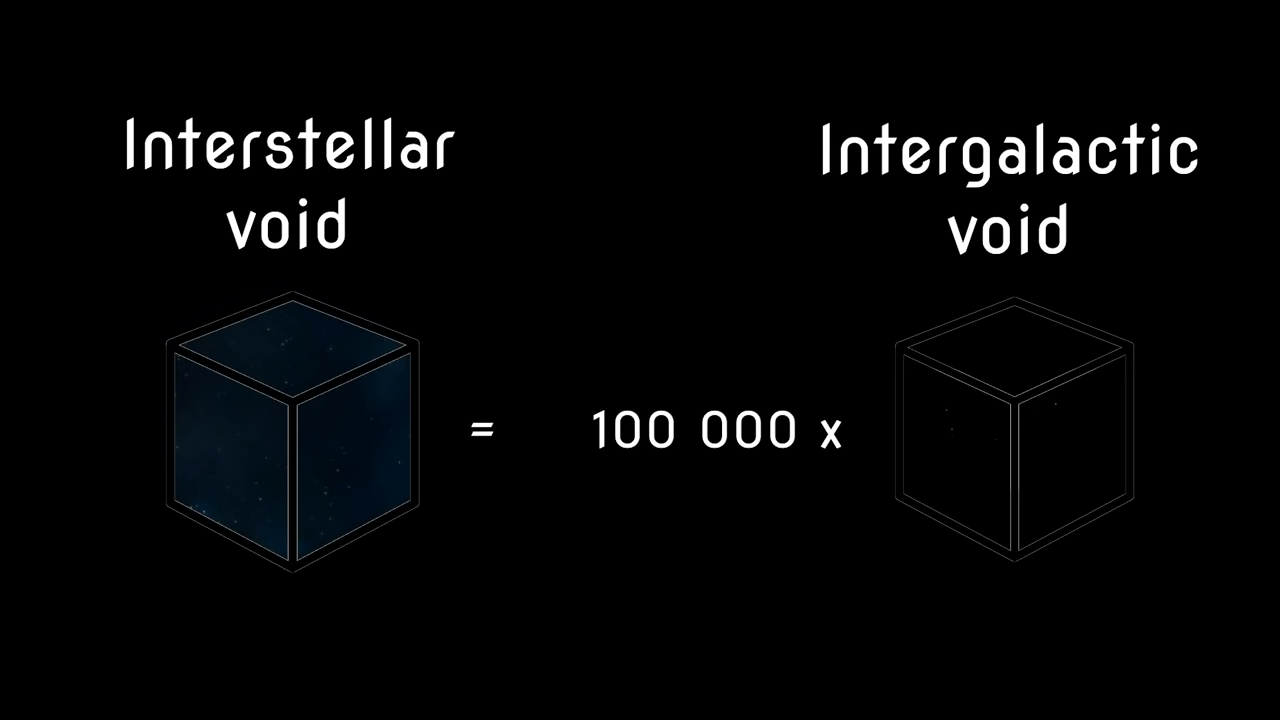 Interstellar
void
Intergalactic
void
= 100 000 x